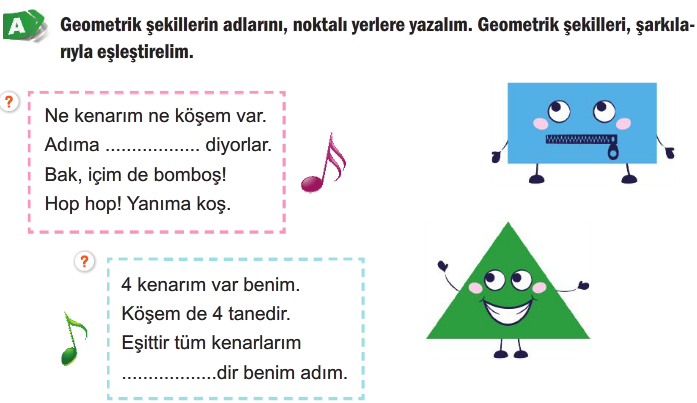 A
Geometrik şekillerin adlarını, noktalı yerlere yazalım. Geometrik şekilleri, şarkıla-
rıyla eşleştirelim.
?
Ne kenarım ne köşem var.
Adıma .................. diyorlar.
Bak, içim de bomboş!
Hop hop! Yanıma koş.
?
4 kenarım var benim.
Köşem de 4 tanedir.
Eşittir tüm kenarlarım
..................dir benim adım.